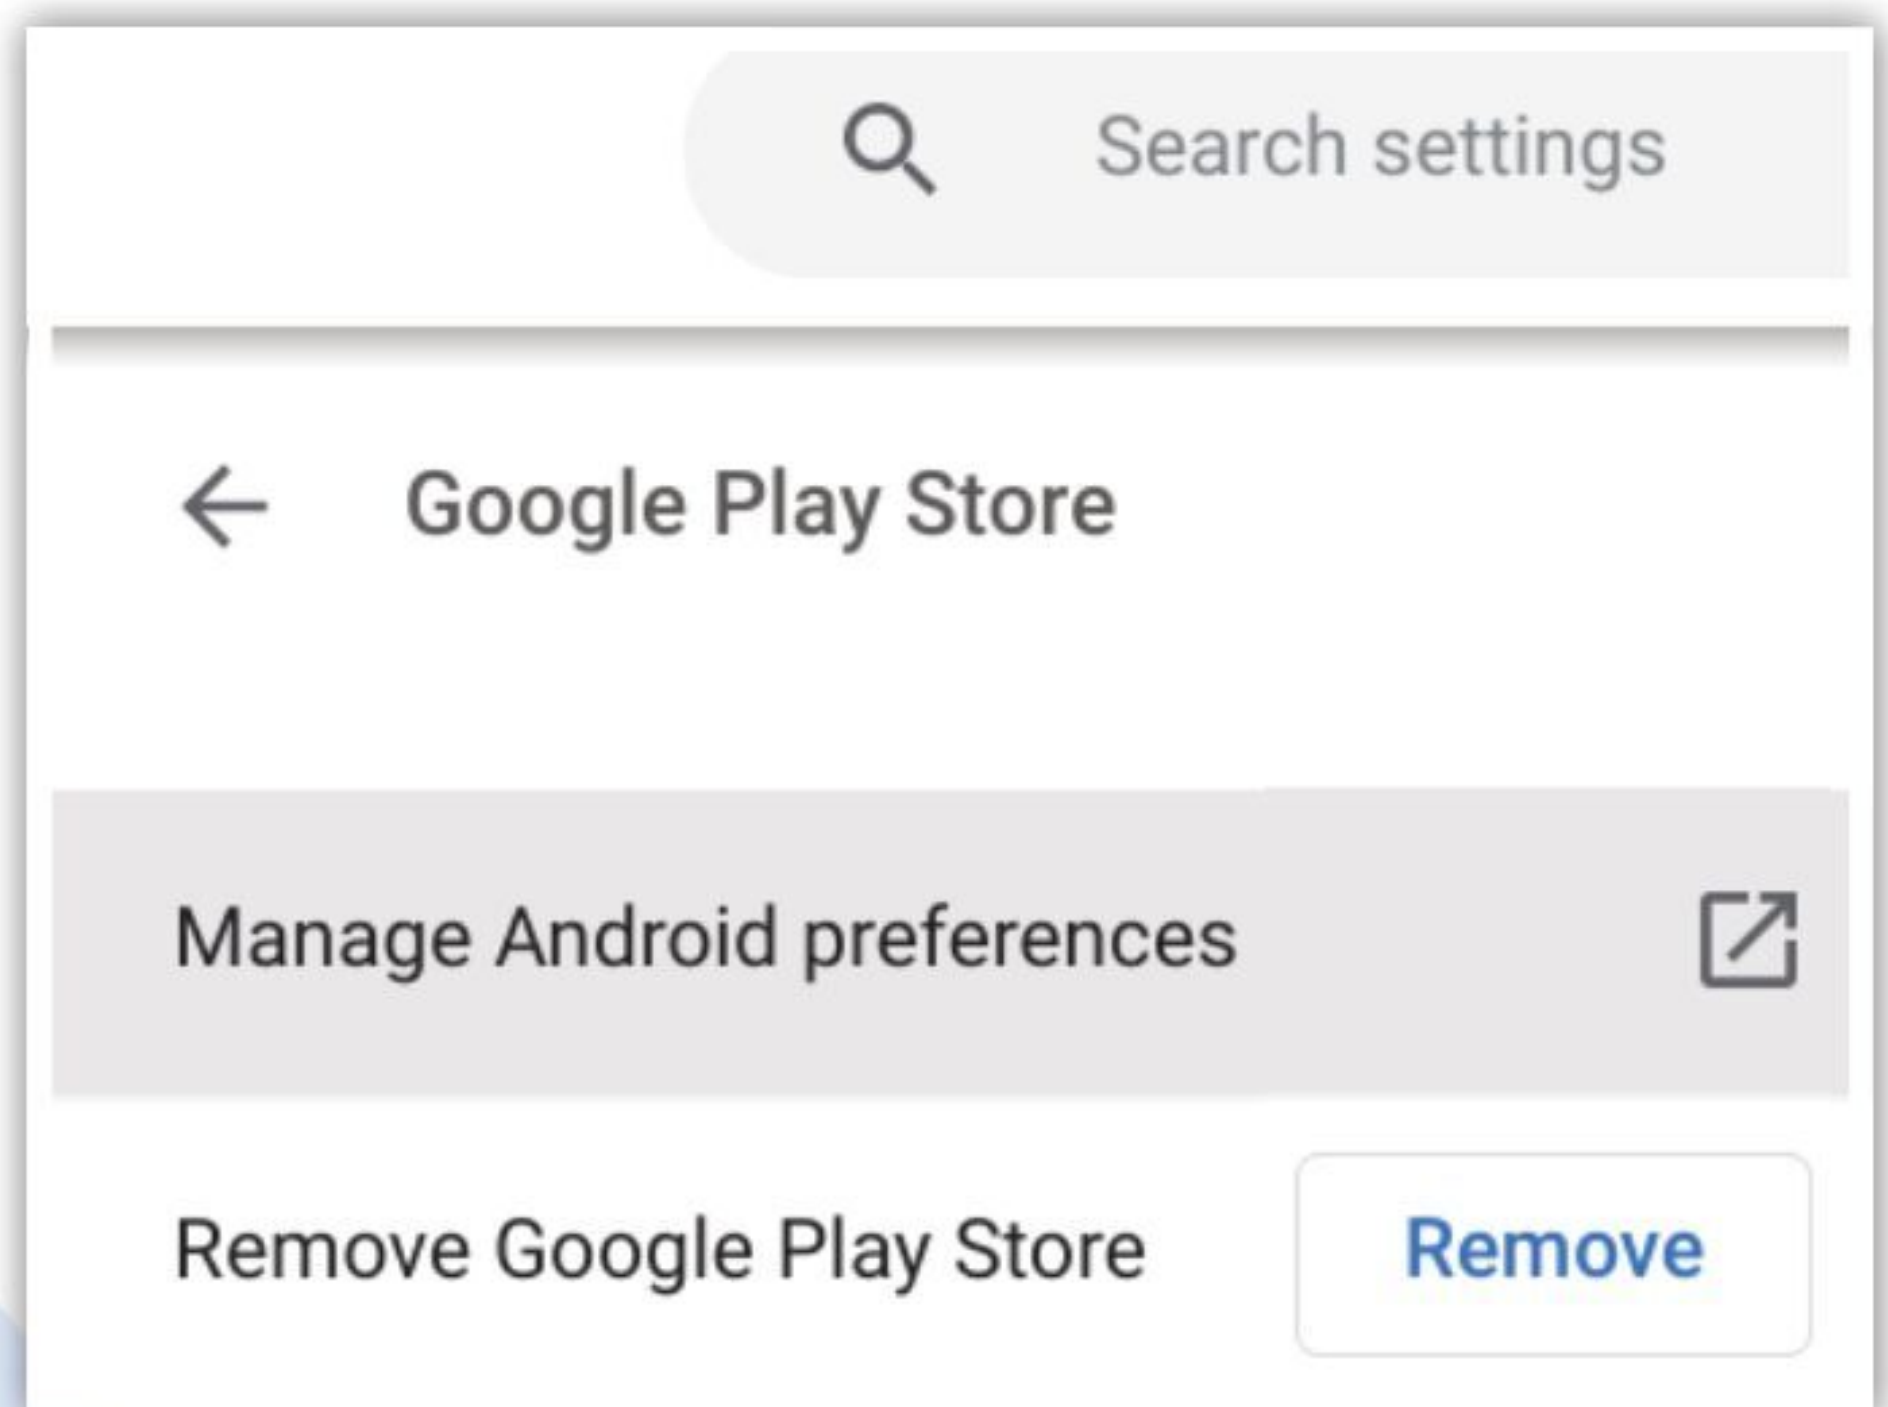 Search settings
Google Play Store
Manage Android preferences
Remove Google Play Store
Remove